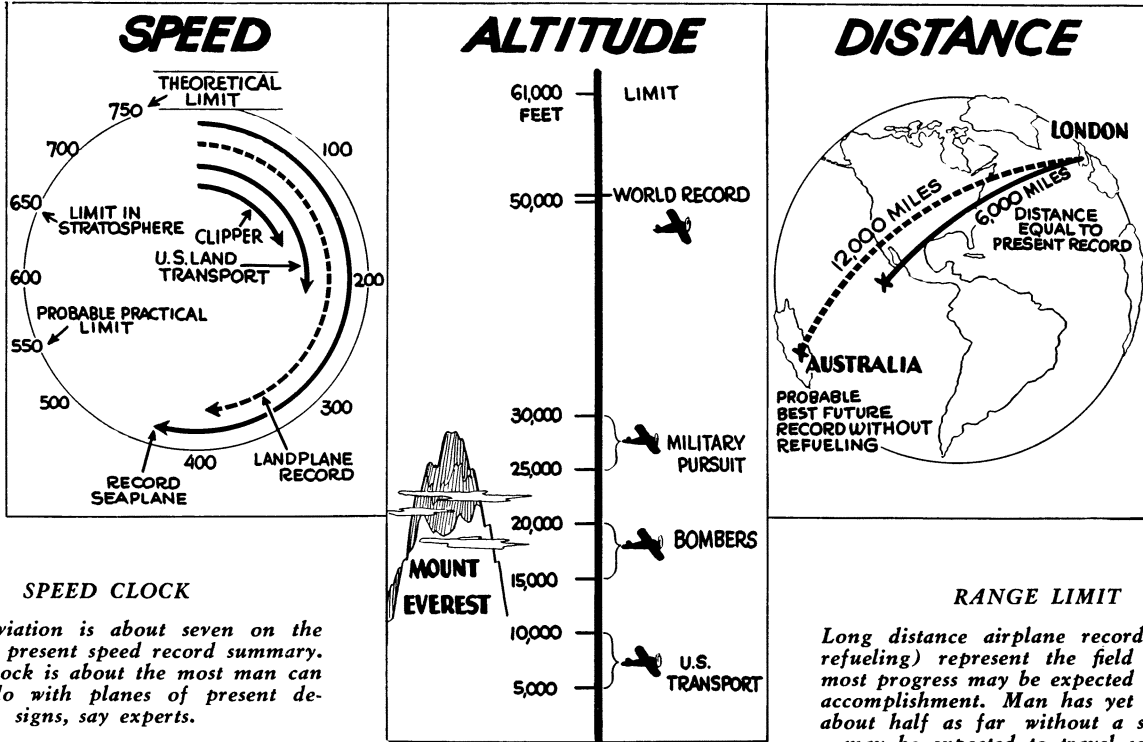 SPEED
THEORETICAL
LIMIT
750
100
700
650
LIMIT IN
STRATOSPHERE
CLIPPER
U.S. LAND
TRANSPORT
600
200
PROBABLE PRACTICAL
LIMIT
550
500
300
400
LANDPLANE
RECORD
RECORD
SEAPLANE
ALTITUDE
61,000
FEET
LIMIT
50,000
WORLD RECORD
30,000
25,000
MILITARY
PURSUIT
20,000
BOMBERS
15,000
MOUNT
EVEREST
10,000
U.S.
TRANSPORT
5,000
DISTANCE
LONDON
12,000 MILES
6,000 MILES
DISTANCE
EQUAL TO
PRESENT RECORD
AUSTRALIA
PROBABLE
BEST FUTURE
RECORD WITHOUT
REFUELING
SPEED CLOCK
viation is about seven on the
present speed record summary.
ock is about the most man can
lo with planes of present de-
signs, say experts.
RANGE LIMIT
Long distance airplane record
refueling) represent the field
most progress may be expected
accomplishment. Man has yet
about half as far without a s
may be expected to travel